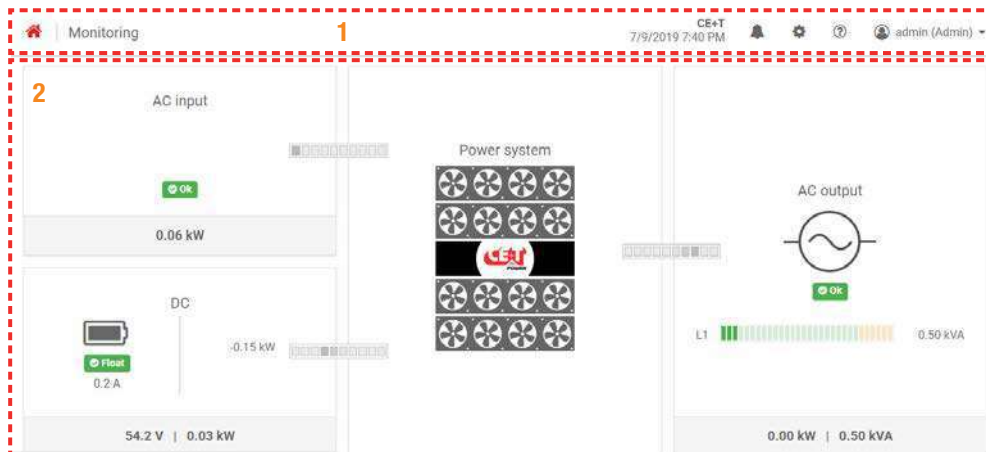 Monitoring
1
CE+T
7/9/2019 7:40 PM
admin (Admin)
2
AC input
Ok
0.06 kW
DC
Float
0.2 A
-0.15 kW
54.2 V | 0.03 kW
Power system
CE+T
POWER
AC output
Ok
L1
0.50 kVA
0.00 kW | 0.50 kVA